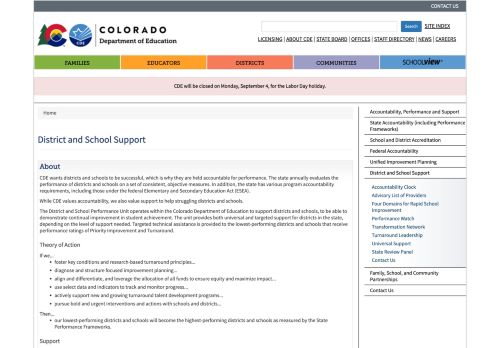 CONTACT US
COLORADO
Department of Education
CDE
Search
SITE INDEX
LICENSING | ABOUT CDE | STATE BOARD | OFFICES | STAFF DIRECTORY | NEWS | CAREERS
FAMILIES
EDUCATORS
DISTRICTS
COMMUNITIES
SCHOOLVIEW
CDE will be closed on Monday, September 4, for the Labor Day holiday.
Home
District and School Support
About
CDE wants districts and schools to be successful, which is why they are held accountable for performance. The state annually evaluates the
performance of districts and schools on a set of consistent, objective measures. In addition, the state has various program accountability
requirements, including those under the federal Elementary and Secondary Education Act (ESEA).
While CDE values accountability, we also value support to help struggling districts and schools.
The District and School Performance Unit operates within the Colorado Department of Education to support districts and schools, to be able to
demonstrate continual improvement in student achievement. The unit provides both universal and targeted support for districts in the state,
depending on the level of support needed. Targeted technical assistance is provided to the lowest-performing districts and schools that receive
performance ratings of Priority Improvement and Turnaround.
Theory of Action
If we...
• foster key conditions and research-based turnaround principles...
• diagnose and structure focused improvement planning...
• align and differentiate, and leverage the allocation of all funds to ensure equity and maximize impact...
• use select data and indicators to track and monitor progress...
• actively support new and growing turnaround talent development programs...
• pursue bold and urgent interventions and actions with schools and districts...
Then...
• our lowest-performing districts and schools will become the highest-performing districts and schools as measured by the State
Performance Frameworks.
Support
Accountability, Performance and Support
State Accountability (including Performance
Frameworks)
School and District Accreditation
Federal Accountability
Unified Improvement Planning
District and School Support
Accountability Clock
Advisory List of Providers
Four Domains for Rapid School
Improvement
Performance Watch
Transformation Network
Turnaround Leadership
Universal Support
State Review Panel
Contact Us
Family, School, and Community
Partnerships
Contact Us